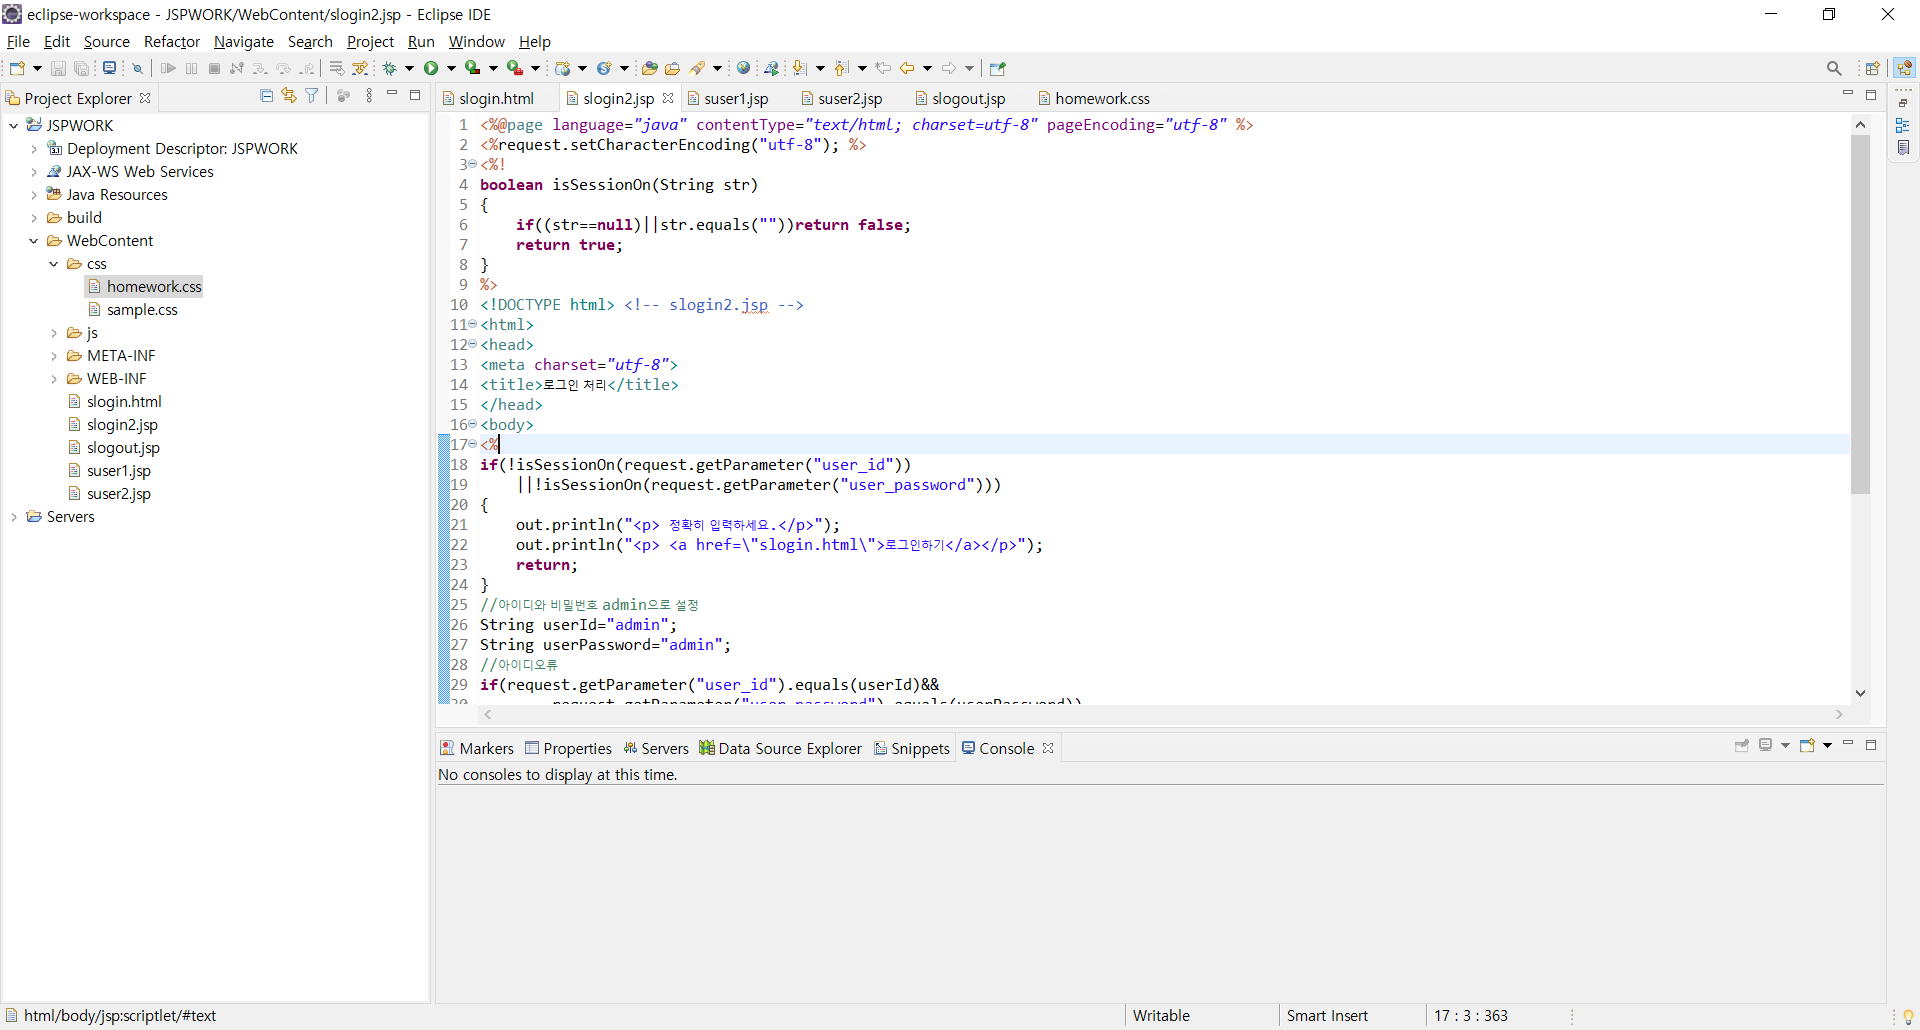 eclipse-workspace - JSPWORK/WebContent/slogin2.jsp - Eclipse IDE
File Edit Source Refactor Navigate Search Project Run Window Help
Project Explorer
JSPWORK
Deployment Descriptor: JSPWORK
JAX-WS Web Services
Java Resources
build
WebContent
css
homework.css
sample.css
js
META-INF
WEB-INF
slogin.html
slogin2.jsp
slogout.jsp
suser1.jsp
suser2.jsp
Servers
slogin.html slogin2.jsp suser1.jsp suser2.jsp slogout.jsp homework.css
1 <%@page language="java" contentType="text/html; charset=utf-8" pageEncoding="utf-8" %>
2 <%request.setCharacterEncoding("utf-8"); %>
3 <%!
4 boolean isSessionOn(String str)
5 {
6 if((str==null)||str.equals(""))return false;
7 return true;
8 }
9 %>
10 <!DOCTYPE html> <!-- slogin2.jsp -->
11 <html>
12 <head>
13 <meta charset="utf-8">
14 <title>로그인 처리</title>
15 </head>
16 <body>
17 <%
18 if(!isSessionOn(request.getParameter("user_id"))
19 ||!isSessionOn(request.getParameter("user_password")))
20 {
21 out.println("<p> 정확히 입력하세요.</p>");
22 out.println("<p> <a href=\"slogin.html\">로그인하기</a></p>");
23 return;
24 }
25 //아이디와 비밀번호 admin으로 설정
26 String userId="admin";
27 String userPassword="admin";
28 //아이디오류
29 if(request.getParameter("user_id").equals(userId)&&
30 request.getParameter("user_password").equals(userPassword))
Markers Properties Servers Data Source Explorer Snippets Console
No consoles to display at this time.
html/body/jsp:scriptlet/#text Writable Smart Insert 17 : 3 : 363